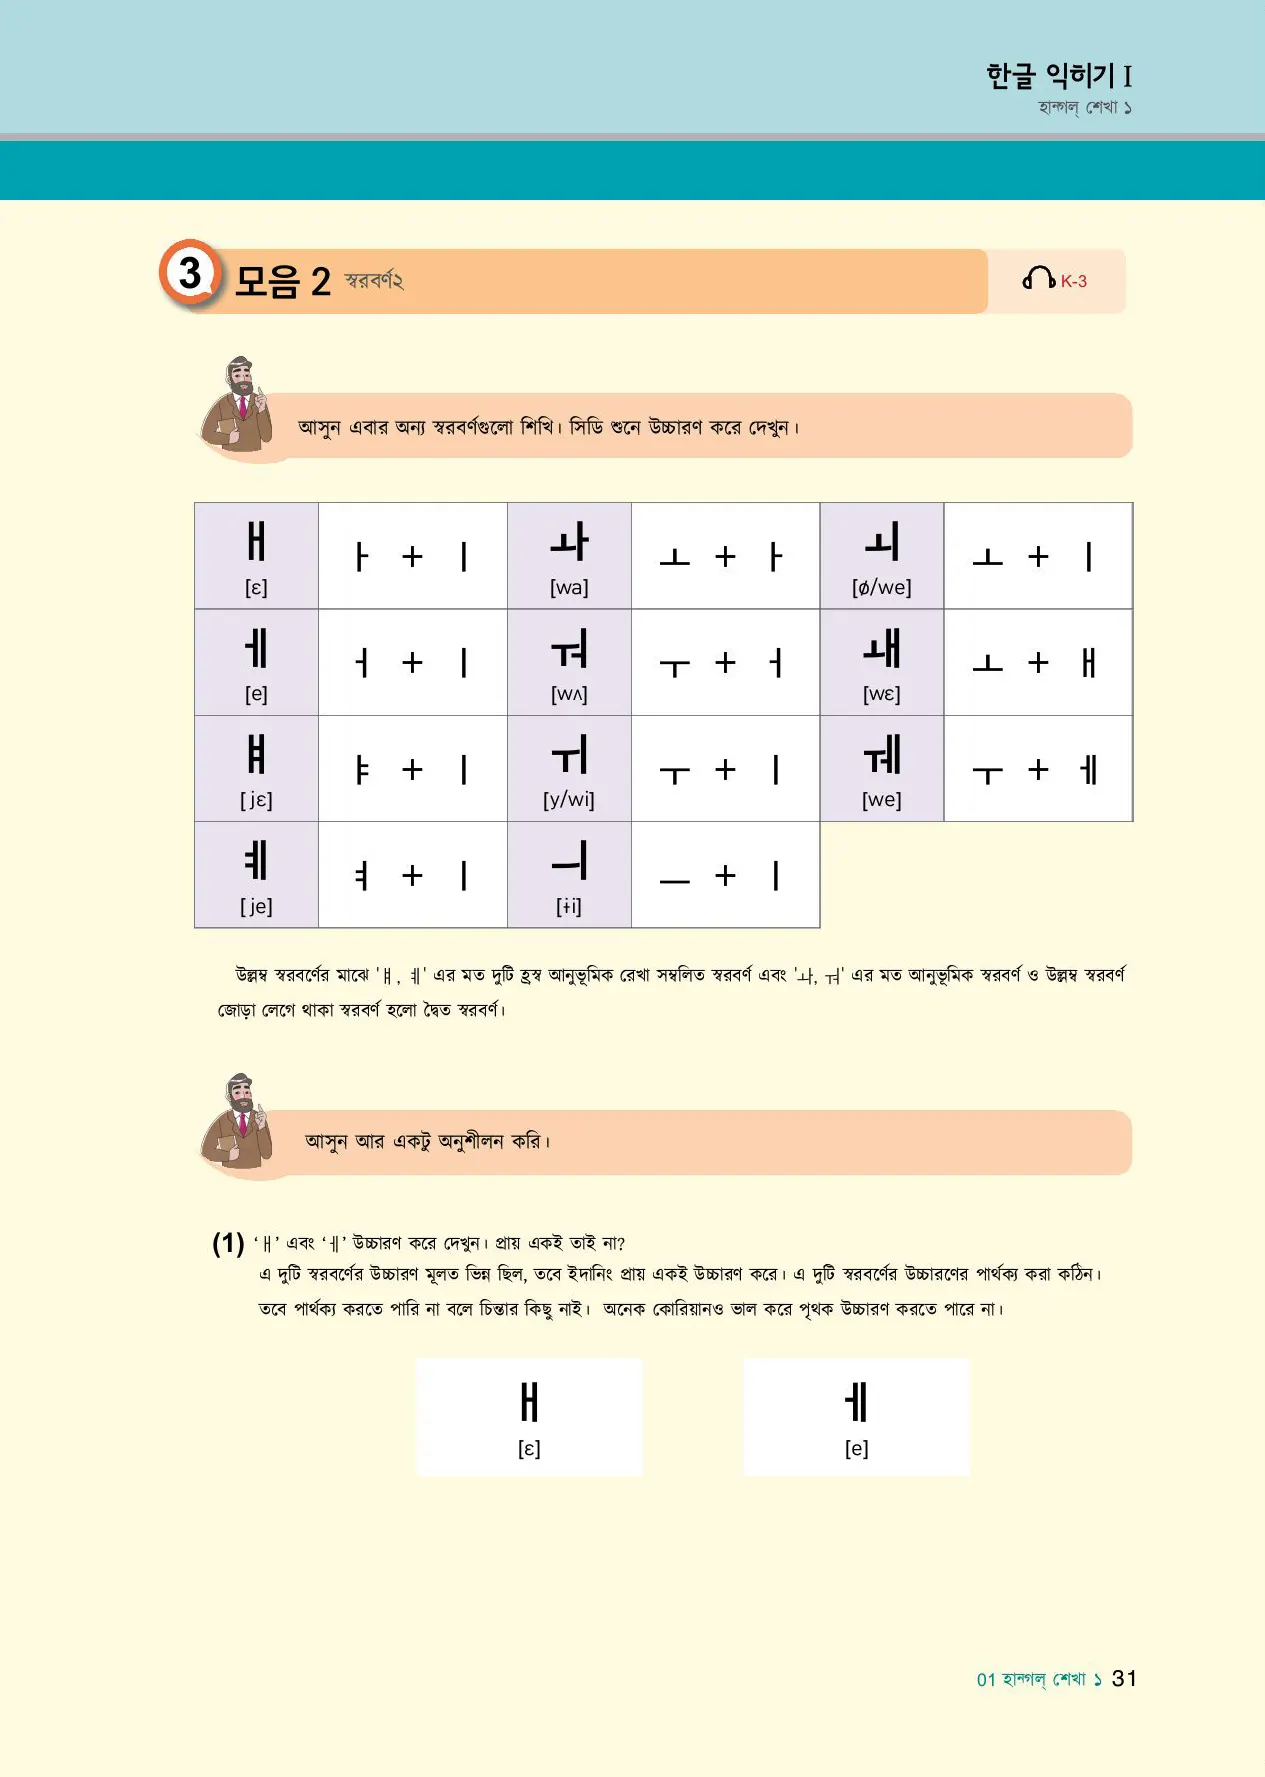 한글 익히기 I
হান্গল্ শেখা ১
3 모음 2 স্বরবর্ণ২ K-3
আসুন এবার অন্য স্বরবর্ণগুলো শিখি। সিডি শুনে উচ্চারণ করে দেখুন।
ㅐ ㅏ + ㅣ ㅘ ㅗ + ㅏ ㅚ ㅗ + ㅣ
[ɛ] [wa] [ø/we]
ㅔ ㅓ + ㅣ ㅝ ㅜ + ㅓ ㅙ ㅗ + ㅐ
[e] [wʌ] [wɛ]
ㅒ ㅑ + ㅣ ㅟ ㅜ + ㅣ ㅞ ㅜ + ㅔ
[jɛ] [y/wi] [we]
ㅖ ㅕ + ㅣ ㅢ ㅡ + ㅣ
[je] [ɨi]
উল্লম্ব স্বরবর্ণের মাঝে 'ㅒ, ㅖ' এর মত দুটি হ্রস্ব আনুভূমিক রেখা সম্বলিত স্বরবর্ণ এবং 'ㅘ, ㅝ' এর মত আনুভূমিক স্বরবর্ণ ও উল্লম্ব স্বরবর্ণ
জোড়া লেগে থাকা স্বরবর্ণ হলো দ্বৈত স্বরবর্ণ।
আসুন আর একটু অনুশীলন করি।
(1) ‘ㅐ’ এবং ‘ㅔ’ উচ্চারণ করে দেখুন। প্রায় একই তাই না?
এ দুটি স্বরবর্ণের উচ্চারণ মূলত ভিন্ন ছিল, তবে ইদানিং প্রায় একই উচ্চারণ করে। এ দুটি স্বরবর্ণের উচ্চারণের পার্থক্য করা কঠিন।
তবে পার্থক্য করতে পারি না বলে চিন্তার কিছু নাই। অনেক কোরিয়ানও ভাল করে পৃথক উচ্চারণ করতে পারে না।
ㅐ ㅔ
[ɛ] [e]
01 হান্গল্ শেখা ১ 31